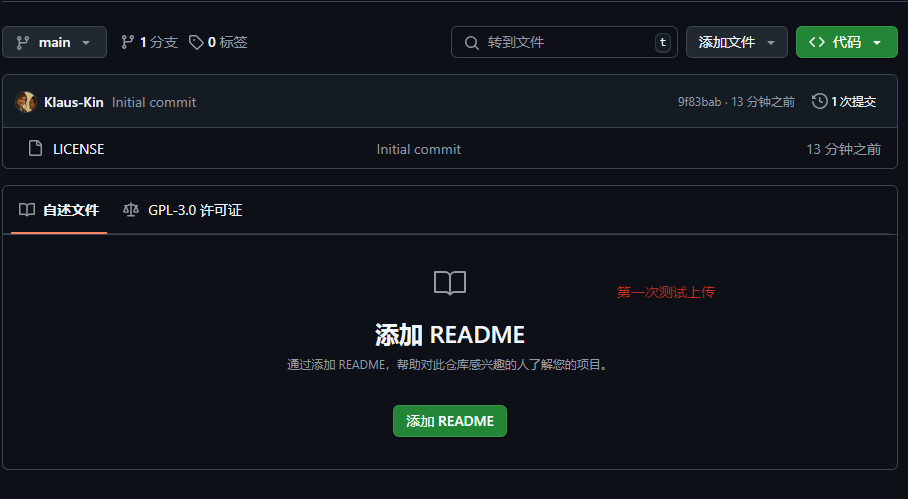 main
1 分支
0 标签
转到文件
t
添加文件
代码
Klaus-Kin Initial commit
9f83bab · 13 分钟之前
1 次提交
LICENSE
Initial commit
13 分钟之前
自述文件
GPL-3.0 许可证
第一次测试上传
添加 README
通过添加 README，帮助对此仓库感兴趣的人了解您的项目。
添加 README